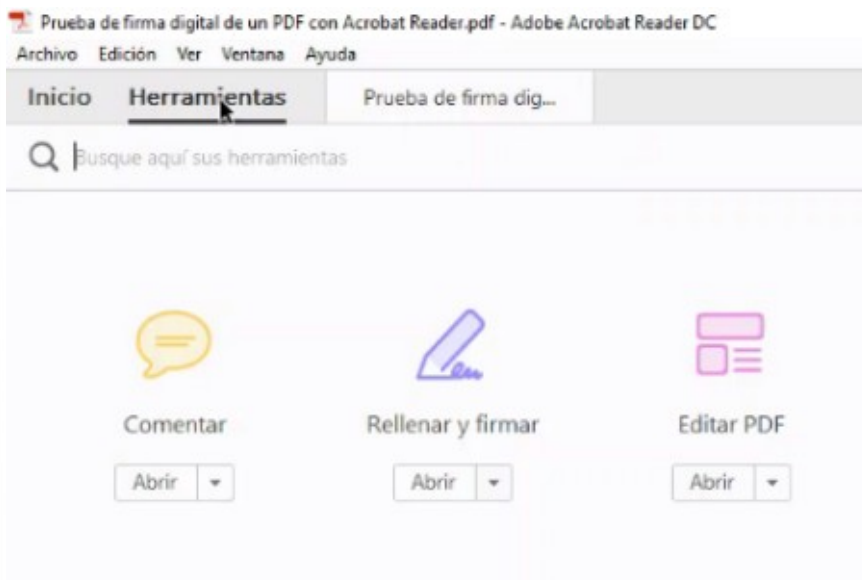 Prueba de firma digital de un PDF con Acrobat Reader.pdf - Adobe Acrobat Reader DC
Archivo Edición Ver Ventana Ayuda
Inicio Herramientas Prueba de firma dig...
Busque aquí sus herramientas
Comentar Rellenar y firmar Editar PDF
Abrir Abrir Abrir